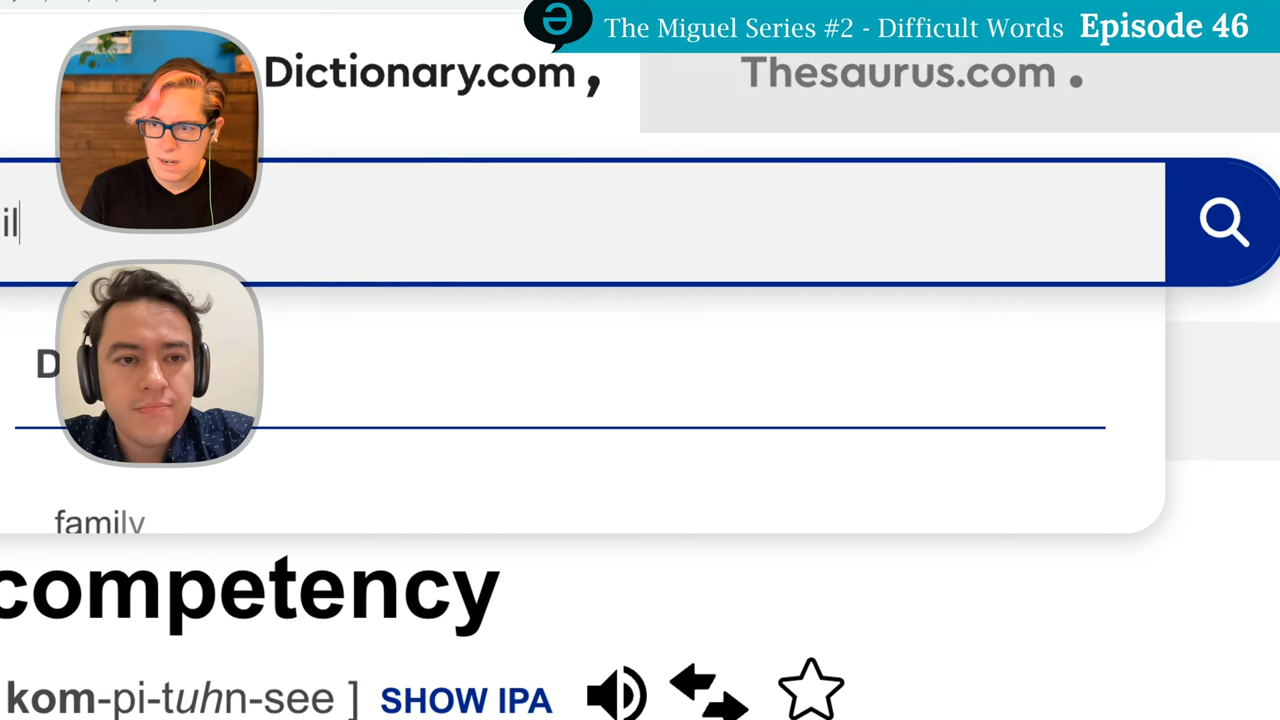 ə The Miguel Series #2 - Difficult Words Episode 46
Dictionary.com, Thesaurus.com.
il
D
family
competency
kom-pi-tuhn-see ] SHOW IPA